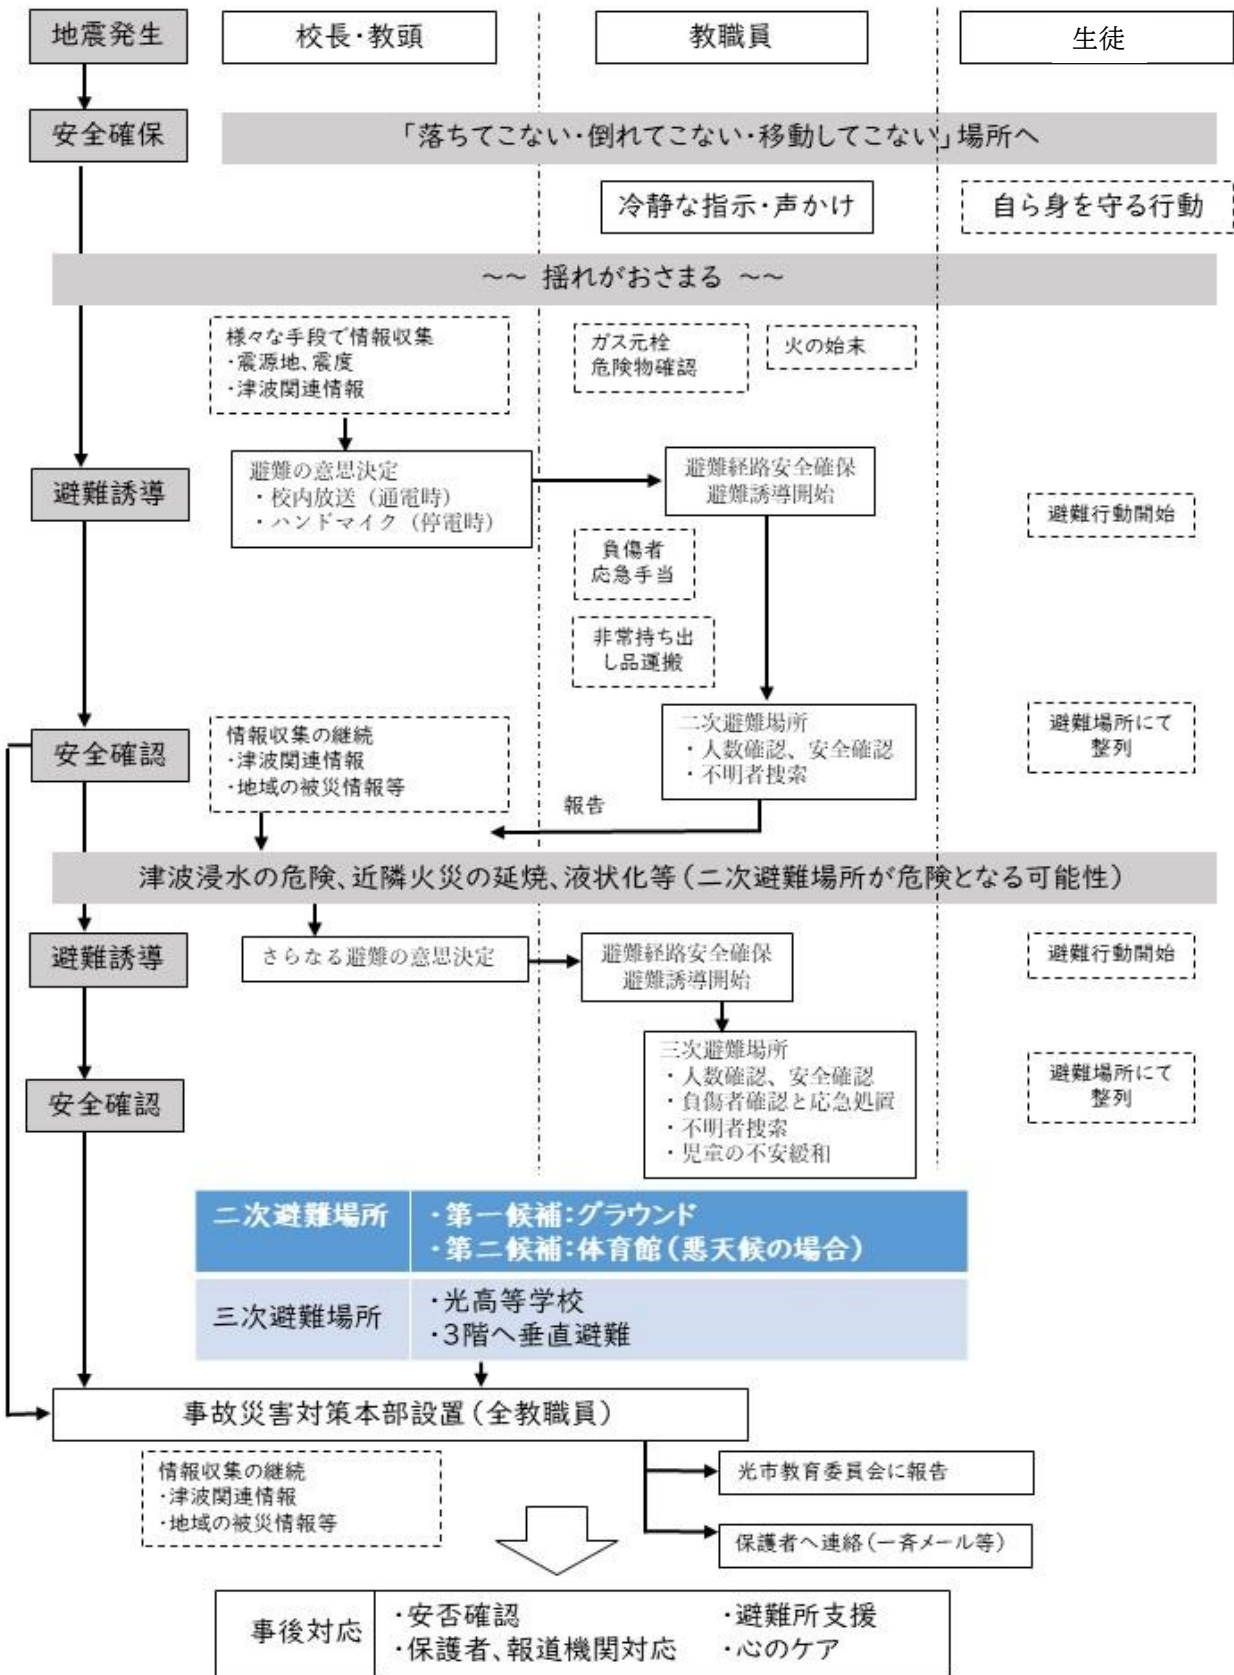 地震発生
校長・教頭
教職員
生徒
安全確保
「落ちてこない・倒れてこない・移動してこない」場所へ
冷静な指示・声かけ
自ら身を守る行動
～～ 揺れがおさまる ～～
様々な手段で情報収集
・震源地、震度
・津波関連情報
ガス元栓
危険物確認
火の始末
避難誘導
避難の意思決定
・校内放送（通電時）
・ハンドマイク（停電時）
避難経路安全確保
避難誘導開始
避難行動開始
負傷者
応急手当
非常持ち出
し品運搬
安全確認
情報収集の継続
・津波関連情報
・地域の被災情報等
二次避難場所
・人数確認、安全確認
・不明者捜索
避難場所にて
整列
報告
津波浸水の危険、近隣火災の延焼、液状化等（二次避難場所が危険となる可能性）
避難誘導
さらなる避難の意思決定
避難経路安全確保
避難誘導開始
避難行動開始
安全確認
三次避難場所
・人数確認、安全確認
・負傷者確認と応急処置
・不明者捜索
・児童の不安緩和
避難場所にて
整列
二次避難場所
・第一候補：グラウンド
・第二候補：体育館（悪天候の場合）
三次避難場所
・光高等学校
・3階へ垂直避難
事故災害対策本部設置（全教職員）
情報収集の継続
・津波関連情報
・地域の被災情報等
光市教育委員会に報告
保護者へ連絡（一斉メール等）
事後対応
・安否確認
・避難所支援
・保護者、報道機関対応
・心のケア